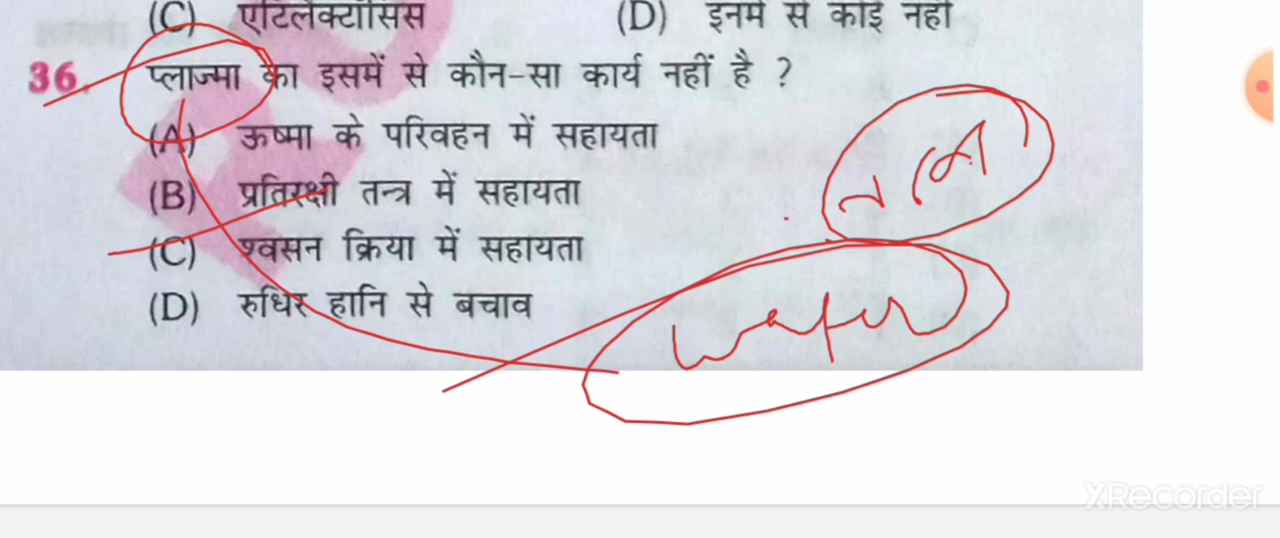 (C) एटिलेक्टॉसिस (D) इनमें से कोई नहीं
36. प्लाज्मा का इसमें से कौन-सा कार्य नहीं है ?
(A) ऊष्मा के परिवहन में सहायता
(B) प्रतिरक्षी तन्त्र में सहायता
(C) श्वसन क्रिया में सहायता
(D) रुधिर हानि से बचाव
water
XRecorder